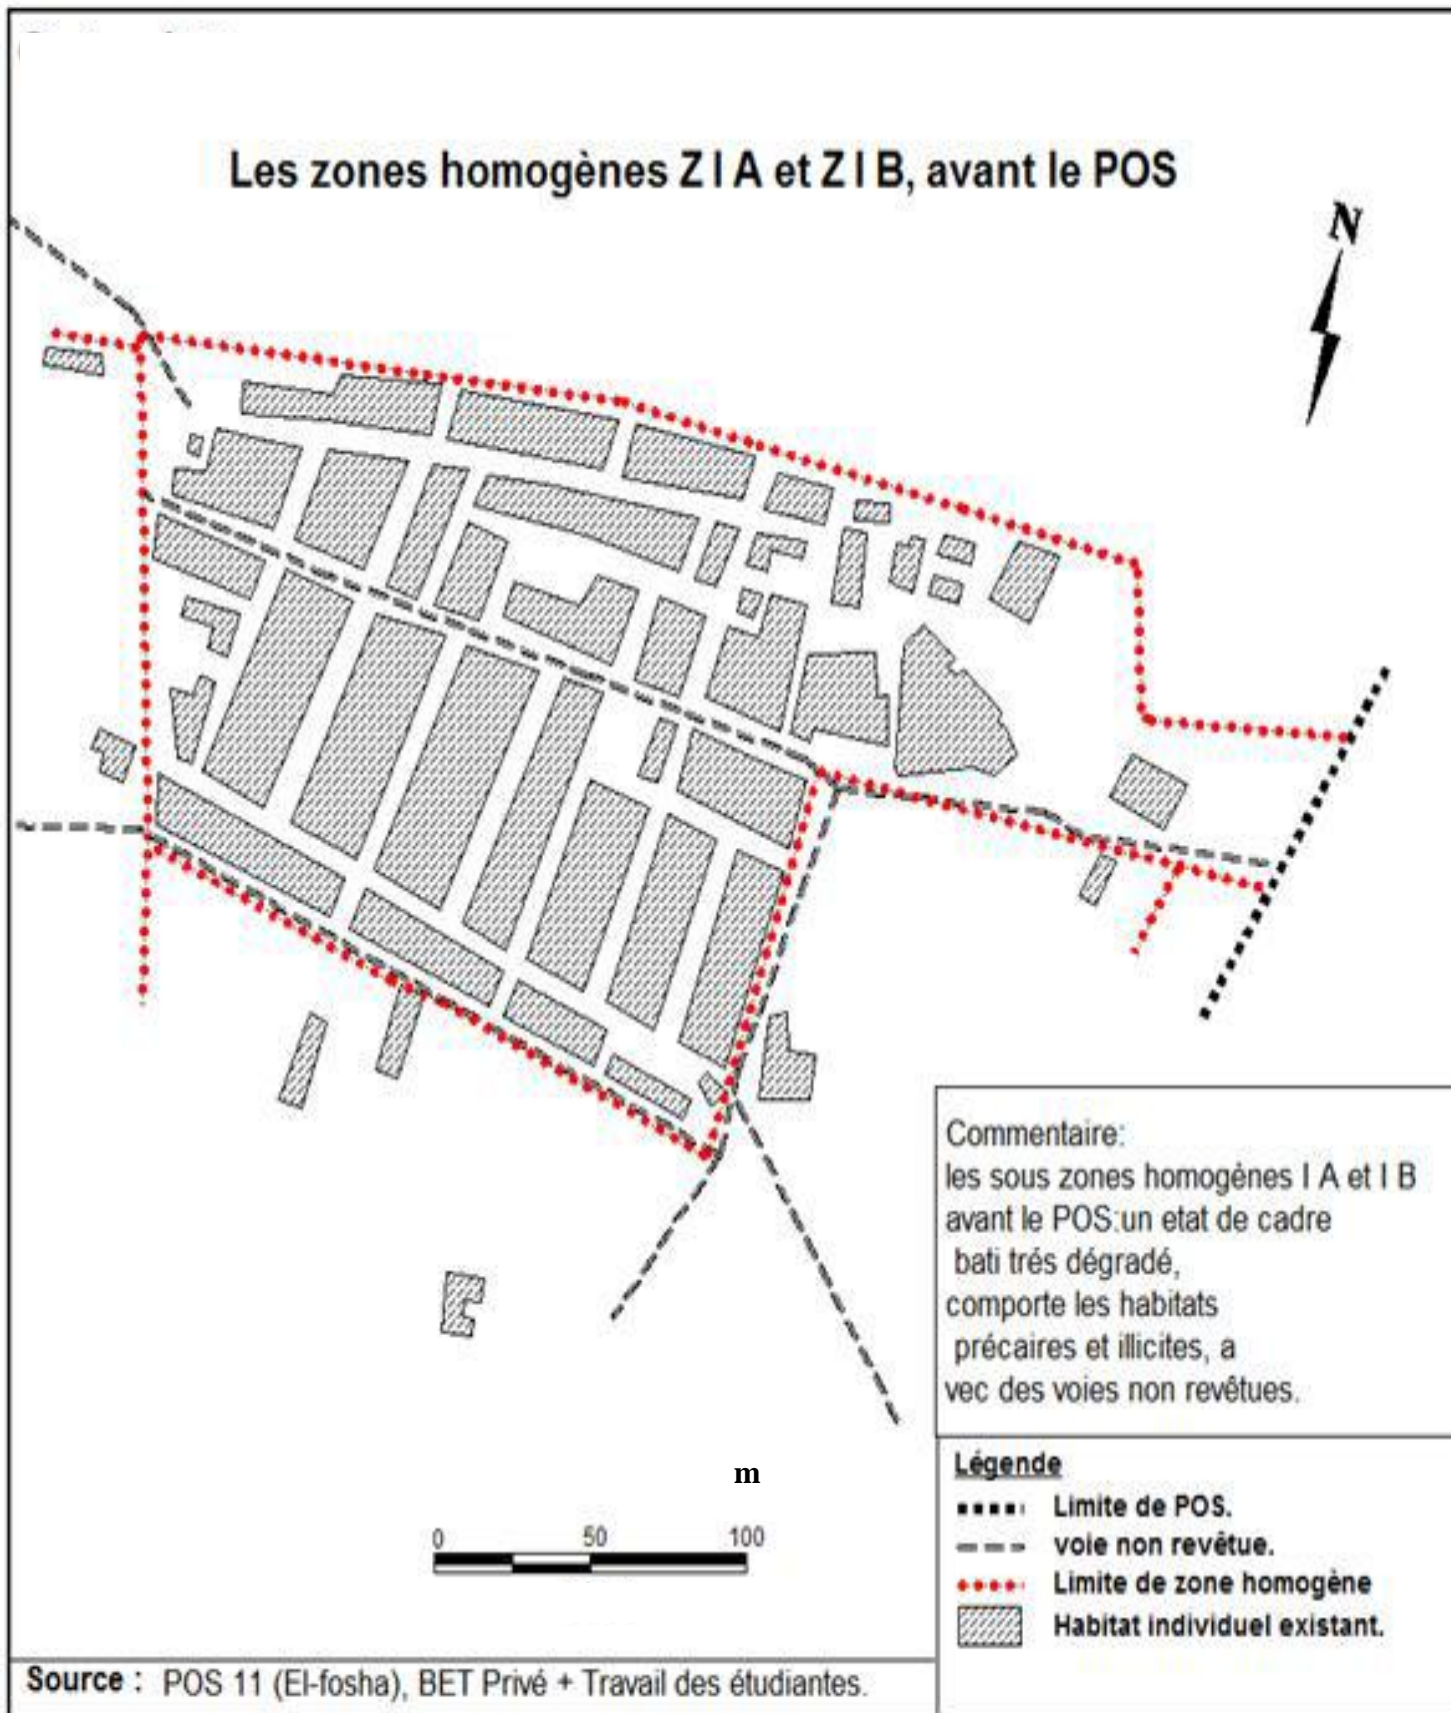 Les zones homogènes Z I A et Z I B, avant le POS
N
Commentaire:
les sous zones homogènes I A et I B
avant le POS:un etat de cadre
bati trés dégradé,
comporte les habitats
précaires et illicites, a
vec des voies non revêtues.
m
0 50 100
Légende
Limite de POS.
voie non revêtue.
Limite de zone homogène
Habitat individuel existant.
Source : POS 11 (El-fosha), BET Privé + Travail des étudiantes.